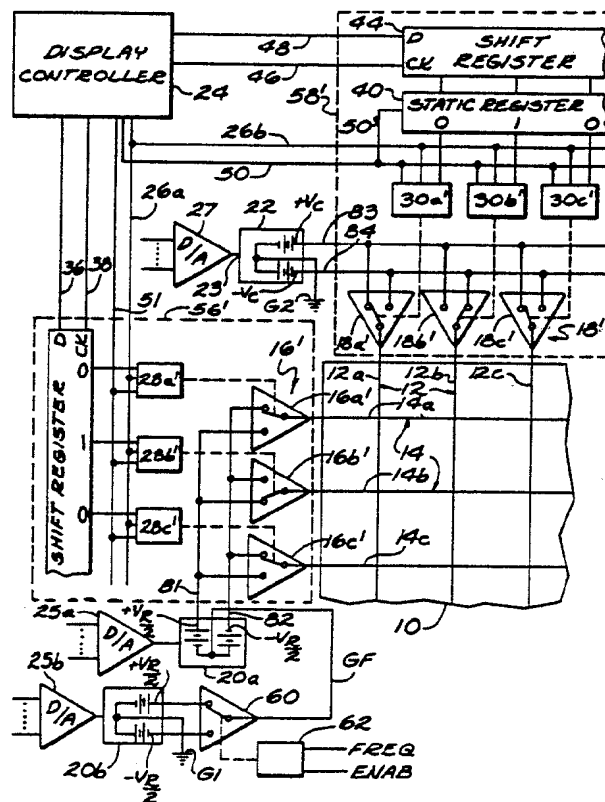 DISPLAY
CONTROLLER
24
48
46
44
D
CK
SHIFT
REGISTER
40
58'
50'
STATIC REGISTER
0 1 0
26b
50
26a
30a' 30b' 30c'
22
+Vc
83
27
D/A
84
23
-Vc
G2
36
38
51
56'
18a' 18b' 18c' 18'
12a 12 12b 12c
D CK
SHIFT REGISTER
0
1
0
28a'
28b'
28c'
16'
16a'
16b'
16c'
14a
14
14b
14c
81
82
10
25a
D/A
+VR/2
-VR/2
20a
GF
25b
D/A
+VR/2
-VR/2
20b
G1
60
62
FREQ
ENAB